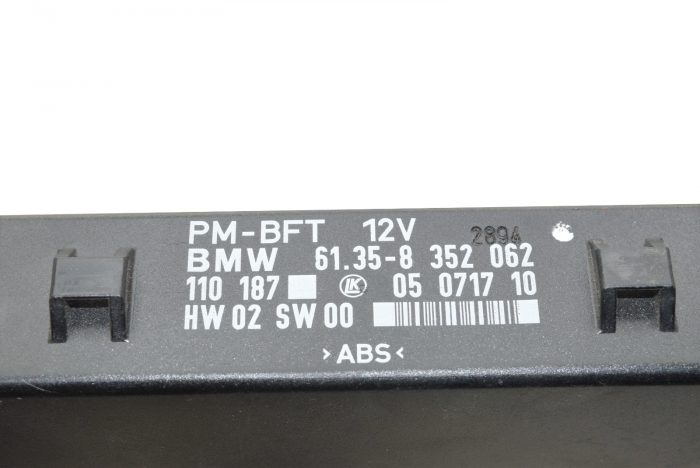 PM-BFT 12V 2894
BMW 61.35-8 352 062
110 187 LK 05 0717 10
HW 02 SW 00
>ABS<